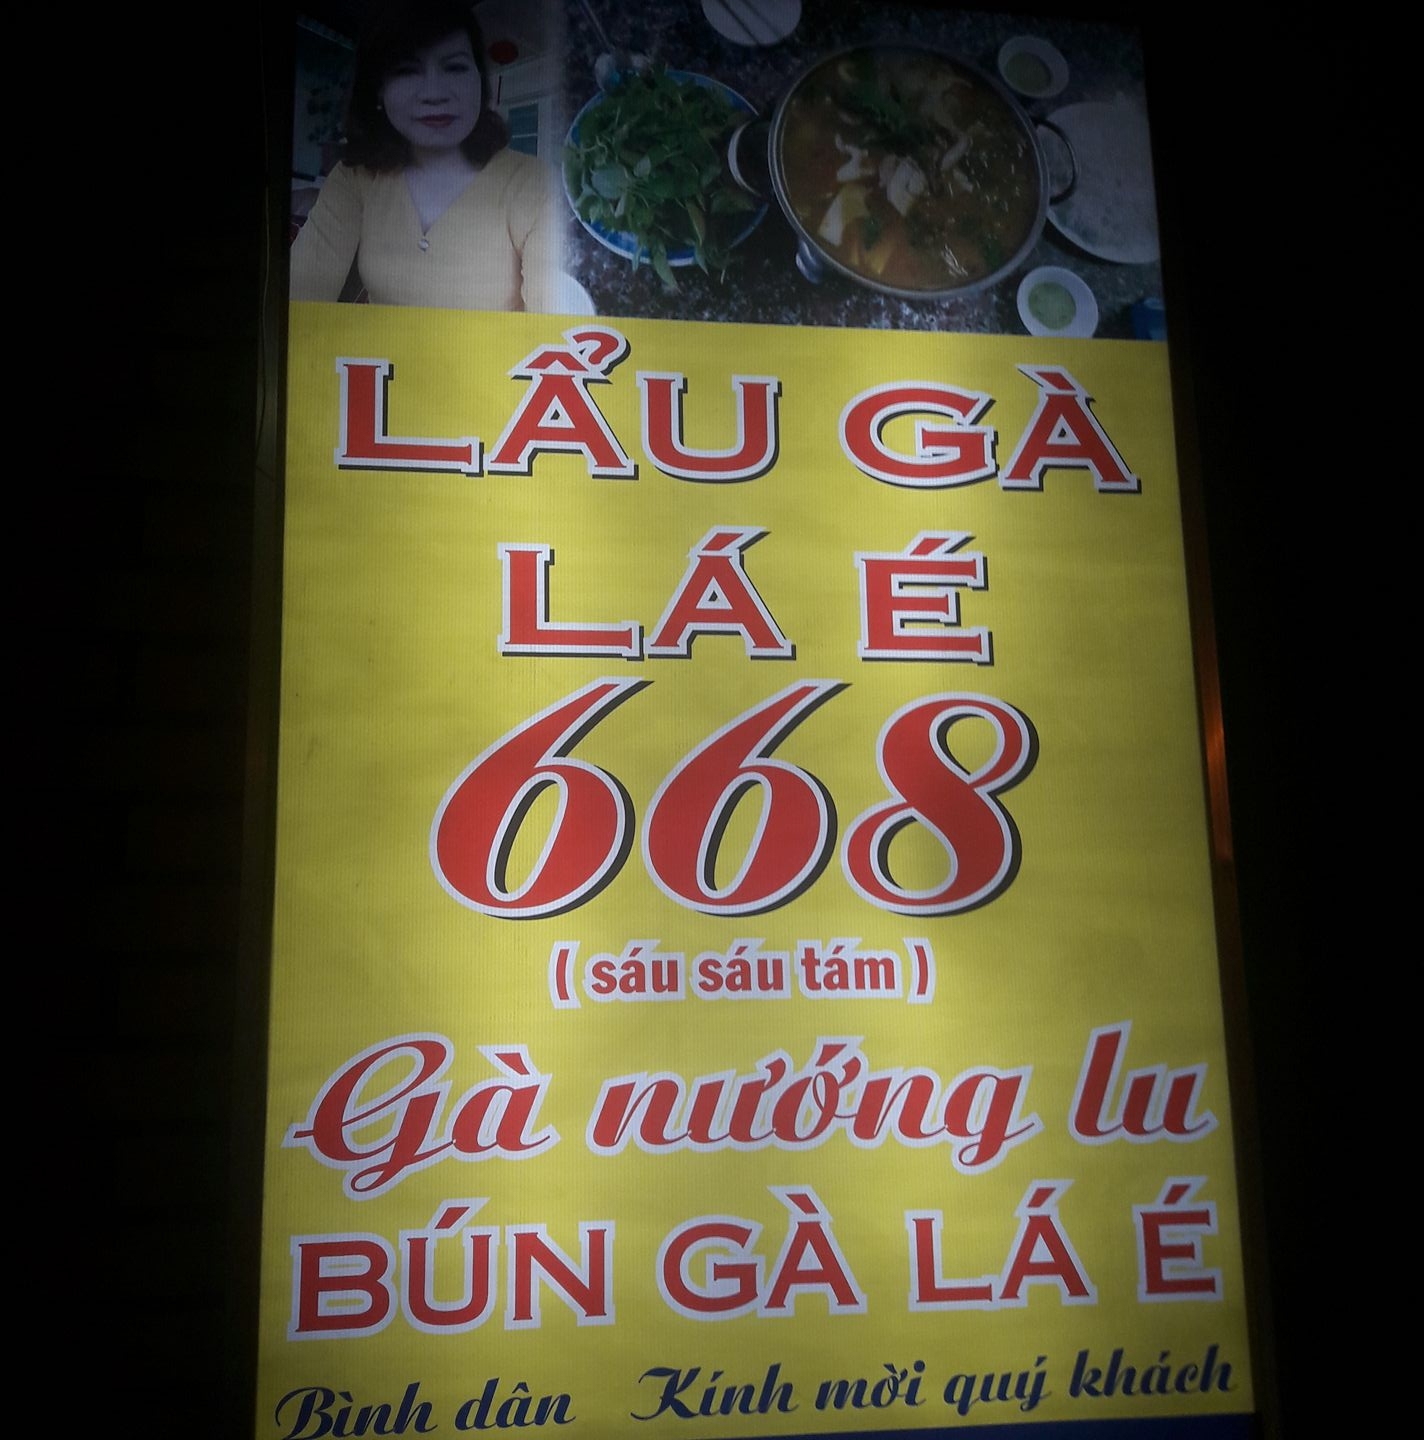 LẨU GÀ
LÁ É
668
( sáu sáu tám )
Gà nướng lu
BÚN GÀ LÁ É
Bình dân Kính mời quý khách